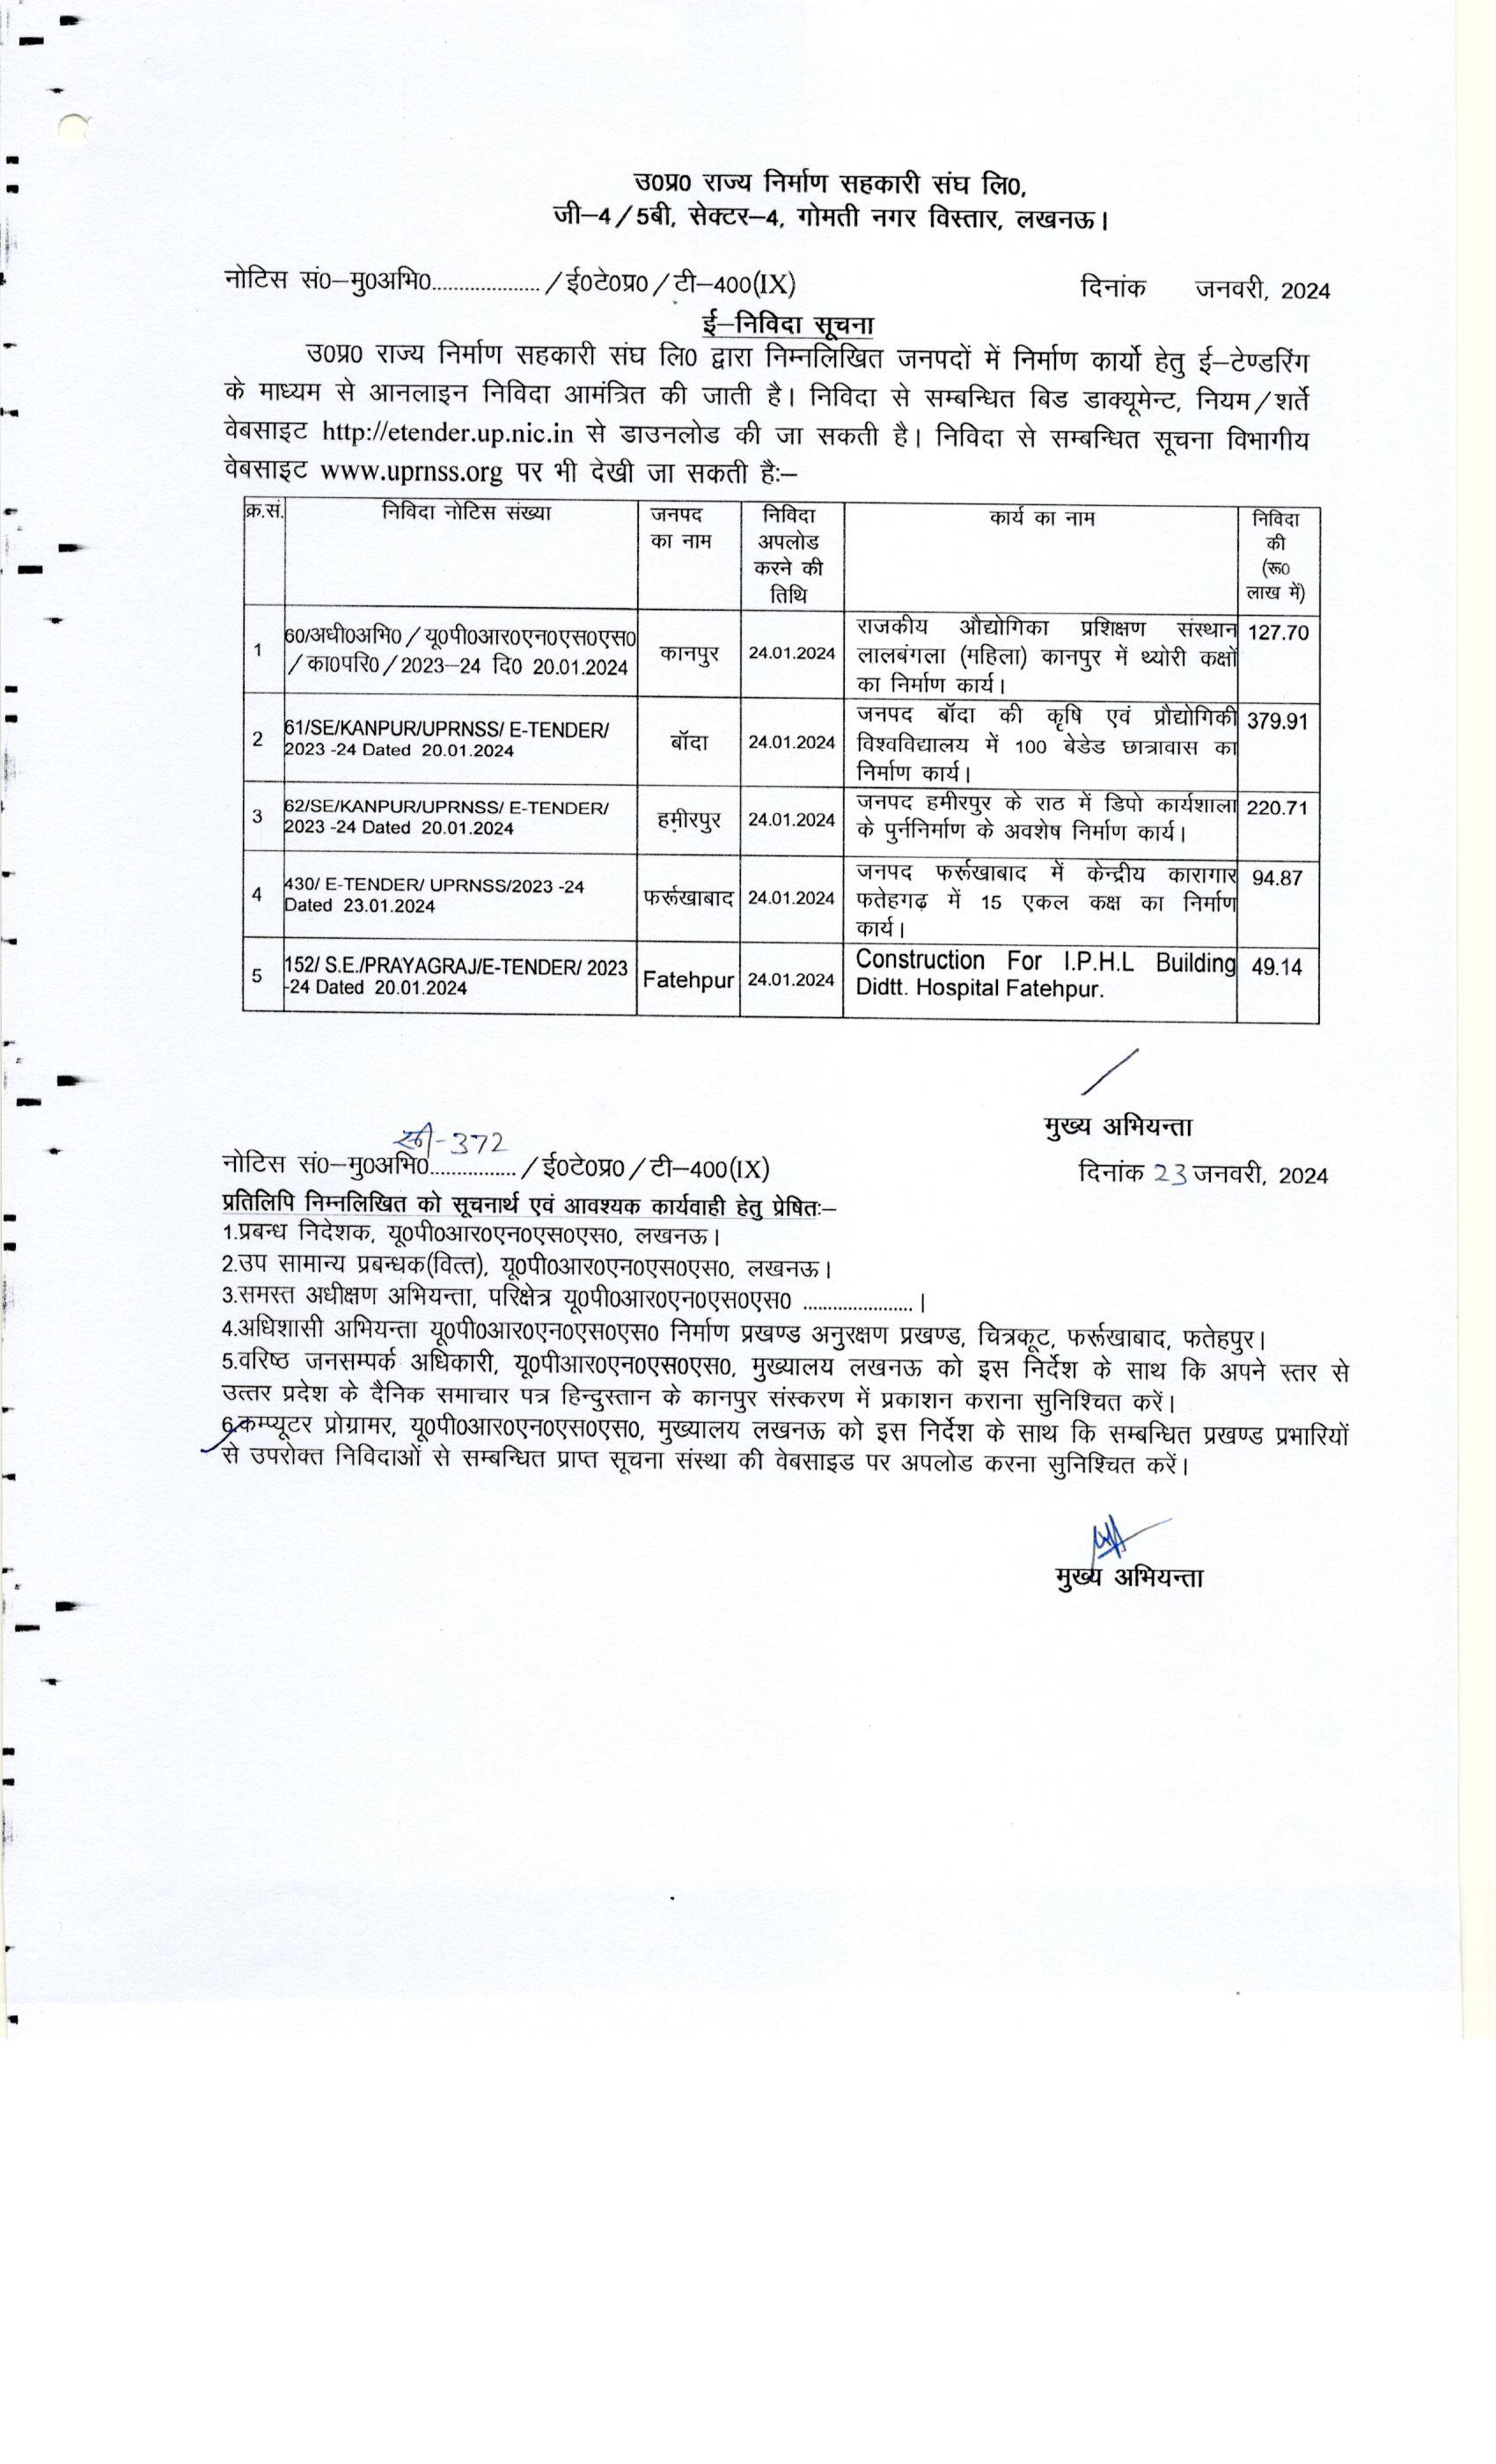 उ0प्र0 राज्य निर्माण सहकारी संघ लि0,
जी–4/5बी, सेक्टर–4, गोमती नगर विस्तार, लखनऊ।
नोटिस सं0–मु0अभि0................... /ई0टे0प्र0/टी–400(IX) दिनांक जनवरी, 2024
ई–निविदा सूचना
उ0प्र0 राज्य निर्माण सहकारी संघ लि0 द्वारा निम्नलिखित जनपदों में निर्माण कार्यो हेतु ई–टेण्डरिंग
के माध्यम से आनलाइन निविदा आमंत्रित की जाती है। निविदा से सम्बन्धित बिड डाक्यूमेन्ट, नियम/शर्ते
वेबसाइट http://etender.up.nic.in से डाउनलोड की जा सकती है। निविदा से सम्बन्धित सूचना विभागीय
वेबसाइट www.uprnss.org पर भी देखी जा सकती हैः–
क्र.सं. निविदा नोटिस संख्या जनपद का नाम निविदा अपलोड करने की तिथि कार्य का नाम निविदा की (रू0 लाख में)
1 60/अधी0अभि0/यू0पी0आर0एन0एस0एस0 /का0परि0/2023–24 दि0 20.01.2024 कानपुर 24.01.2024 राजकीय औद्योगिका प्रशिक्षण संस्थान लालबंगला (महिला) कानपुर में थ्योरी कक्षों का निर्माण कार्य। 127.70
2 61/SE/KANPUR/UPRNSS/ E-TENDER/ 2023 -24 Dated 20.01.2024 बॉदा 24.01.2024 जनपद बॉदा की कृषि एवं प्रौद्योगिकी विश्वविद्यालय में 100 बेडेड छात्रावास का निर्माण कार्य। 379.91
3 62/SE/KANPUR/UPRNSS/ E-TENDER/ 2023 -24 Dated 20.01.2024 हमीरपुर 24.01.2024 जनपद हमीरपुर के राठ में डिपो कार्यशाला के पुर्ननिर्माण के अवशेष निर्माण कार्य। 220.71
4 430/ E-TENDER/ UPRNSS/2023 -24 Dated 23.01.2024 फर्रूखाबाद 24.01.2024 जनपद फर्रूखाबाद में केन्द्रीय कारागार फतेहगढ़ में 15 एकल कक्ष का निर्माण कार्य। 94.87
5 152/ S.E./PRAYAGRAJ/E-TENDER/ 2023 -24 Dated 20.01.2024 Fatehpur 24.01.2024 Construction For I.P.H.L Building Didtt. Hospital Fatehpur. 49.14
मुख्य अभियन्ता
नोटिस सं0–मु0अभि0............... /ई0टे0प्र0/टी–400(IX) -372 दिनांक 23 जनवरी, 2024
प्रतिलिपि निम्नलिखित को सूचनार्थ एवं आवश्यक कार्यवाही हेतु प्रेषितः–
1.प्रबन्ध निदेशक, यू0पी0आर0एन0एस0एस0, लखनऊ।
2.उप सामान्य प्रबन्धक(वित्त), यू0पी0आर0एन0एस0एस0, लखनऊ।
3.समस्त अधीक्षण अभियन्ता, परिक्षेत्र यू0पी0आर0एन0एस0एस0 ......................।
4.अधिशासी अभियन्ता यू0पी0आर0एन0एस0एस0 निर्माण प्रखण्ड अनुरक्षण प्रखण्ड, चित्रकूट, फर्रूखाबाद, फतेहपुर।
5.वरिष्ठ जनसम्पर्क अधिकारी, यू0पीआर0एन0एस0एस0, मुख्यालय लखनऊ को इस निर्देश के साथ कि अपने स्तर से
उत्तर प्रदेश के दैनिक समाचार पत्र हिन्दुस्तान के कानपुर संस्करण में प्रकाशन कराना सुनिश्चित करें।
6.कम्प्यूटर प्रोग्रामर, यू0पी0आर0एन0एस0एस0, मुख्यालय लखनऊ को इस निर्देश के साथ कि सम्बन्धित प्रखण्ड प्रभारियों
से उपरोक्त निविदाओं से सम्बन्धित प्राप्त सूचना संस्था की वेबसाइड पर अपलोड करना सुनिश्चित करें।
मुख्य अभियन्ता